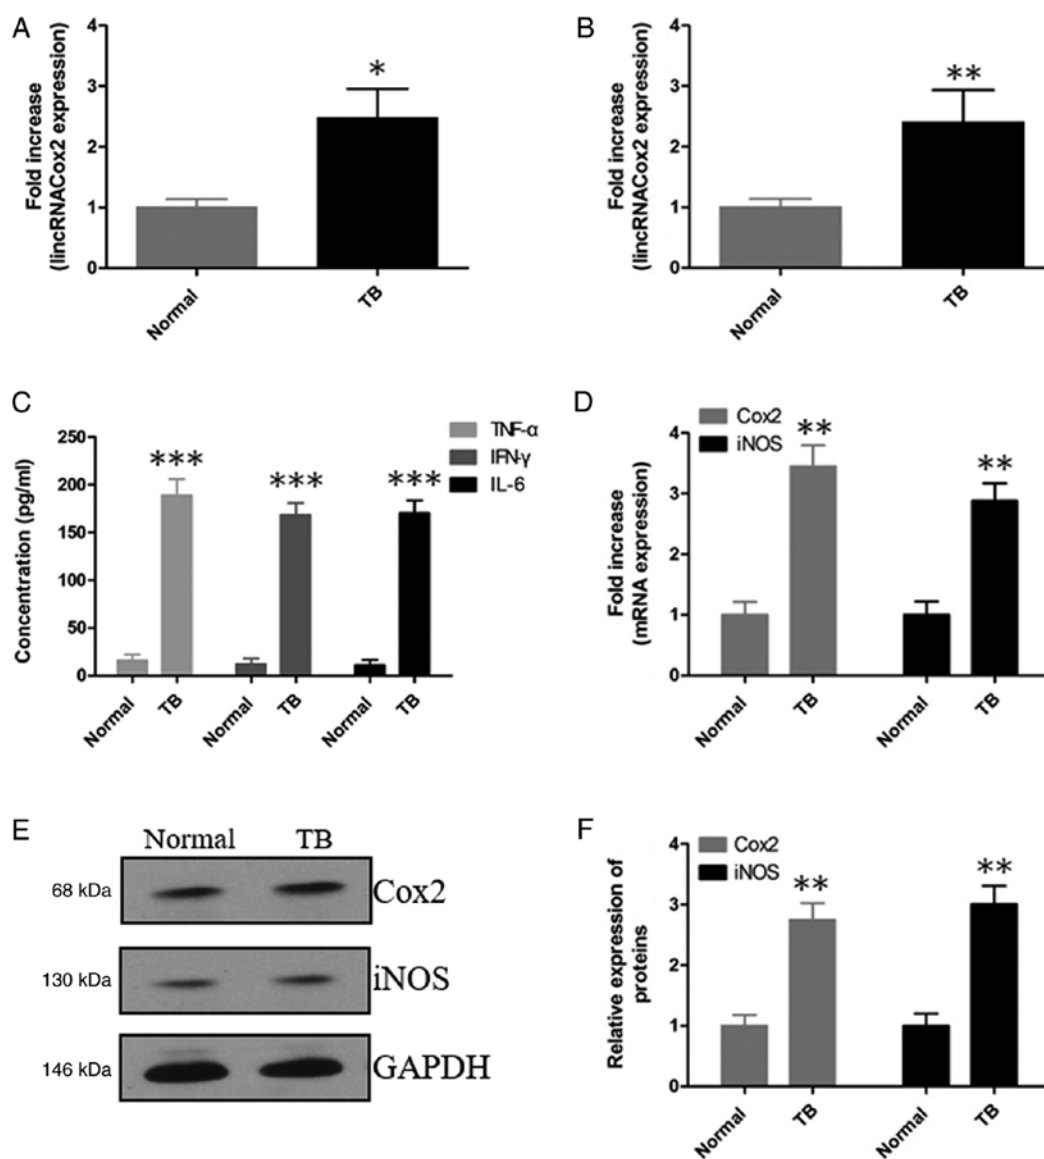 A
Fold increase
(lincRNACox2 expression)
4
3
2
1
0
*
Normal
TB
B
Fold increase
(lincRNACox2 expression)
4
3
2
1
0
**
Normal
TB
C
Concentration (pg/ml)
250
200
150
100
50
0
***
***
***
TNF-α
IFN-γ
IL-6
Normal
TB
Normal
TB
Normal
TB
D
Cox2
iNOS
Fold increase
(mRNA expression)
4
3
2
1
0
**
**
Normal
TB
Normal
TB
E
Normal TB
68 kDa Cox2
130 kDa iNOS
146 kDa GAPDH
F
Cox2
iNOS
Relative expression of
proteins
4
3
2
1
0
**
**
Normal
TB
Normal
TB